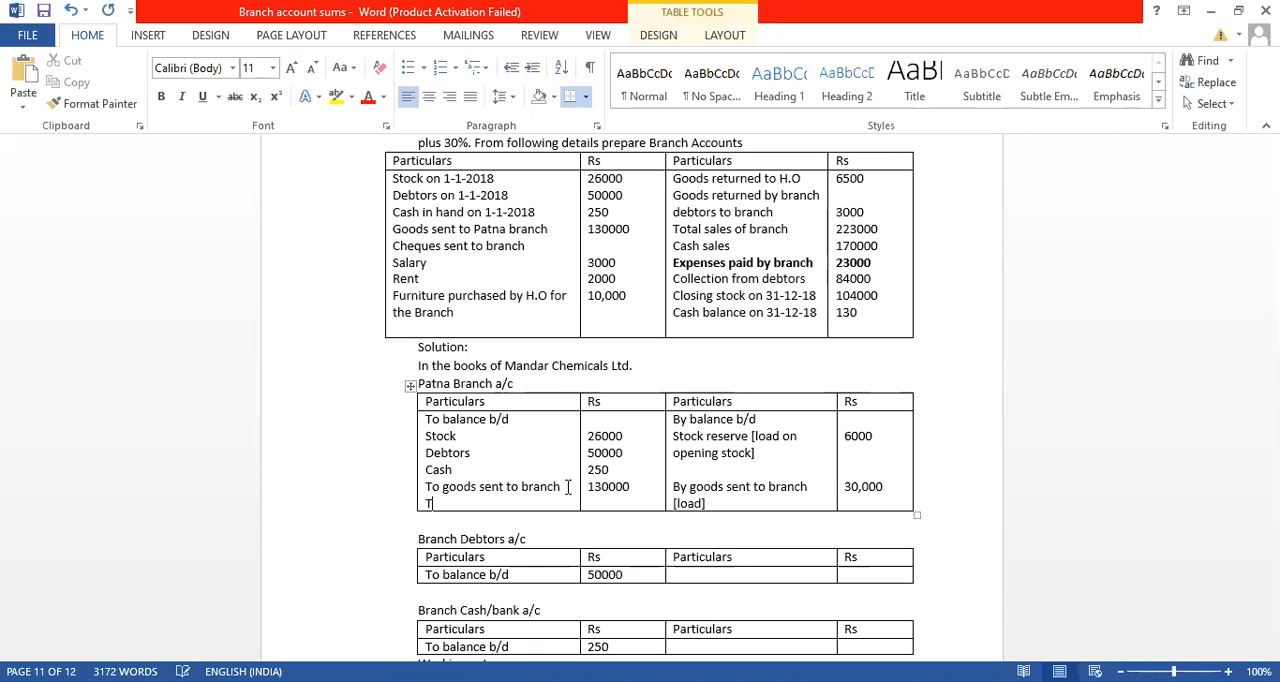 Branch account sums - Word (Product Activation Failed)
TABLE TOOLS
?
FILE HOME INSERT DESIGN PAGE LAYOUT REFERENCES MAILINGS REVIEW VIEW DESIGN LAYOUT
Paste
Cut
Copy
Format Painter
Clipboard
Calibri (Body) 11
Aa
B I U abc x₂ x² A A
Font
Paragraph
AaBbCcDc AaBbCcDc AaBbCc AaBbCcC AaBl AaBbCcD AaBbCcDc AaBbCcDc
¶ Normal ¶ No Spac... Heading 1 Heading 2 Title Subtitle Subtle Em... Emphasis
Styles
Find
Replace
Select
Editing
plus 30%. From following details prepare Branch Accounts
Particulars Rs Particulars Rs
Stock on 1-1-2018 26000 Goods returned to H.O 6500
Debtors on 1-1-2018 50000 Goods returned by branch
Cash in hand on 1-1-2018 250 debtors to branch 3000
Goods sent to Patna branch 130000 Total sales of branch 223000
Cheques sent to branch Cash sales 170000
Salary 3000 Expenses paid by branch 23000
Rent 2000 Collection from debtors 84000
Furniture purchased by H.O for 10,000 Closing stock on 31-12-18 104000
the Branch Cash balance on 31-12-18 130
Solution:
In the books of Mandar Chemicals Ltd.
Patna Branch a/c
Particulars Rs Particulars Rs
To balance b/d By balance b/d
Stock 26000 Stock reserve [load on 6000
Debtors 50000 opening stock]
Cash 250
To goods sent to branch 130000 By goods sent to branch 30,000
T [load]
Branch Debtors a/c
Particulars Rs Particulars Rs
To balance b/d 50000
Branch Cash/bank a/c
Particulars Rs Particulars Rs
To balance b/d 250
PAGE 11 OF 12 3172 WORDS ENGLISH (INDIA) 100%